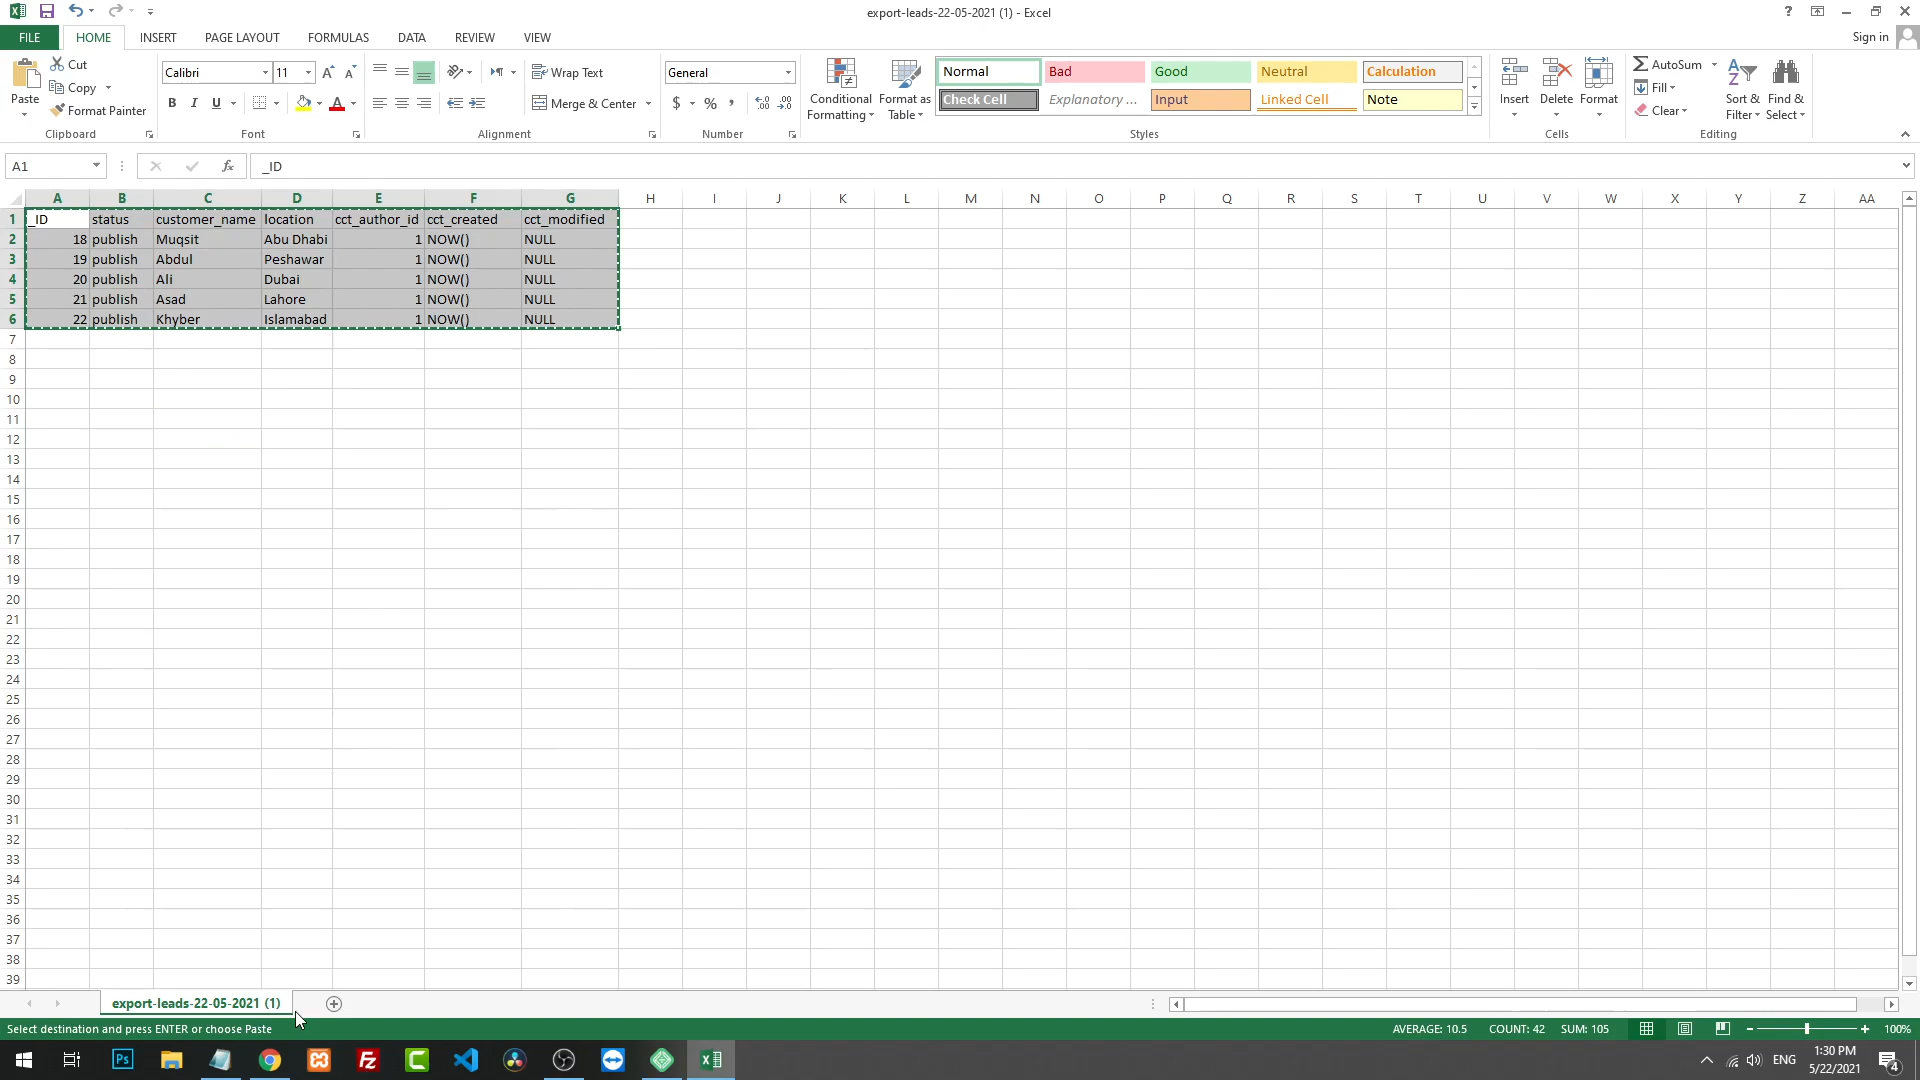 export-leads-22-05-2021 (1) - Excel
FILE HOME INSERT PAGE LAYOUT FORMULAS DATA REVIEW VIEW Sign in
Paste Cut Copy Format Painter
Clipboard
Calibri 11
B I U A
Font
Wrap Text
Merge & Center
Alignment
General
$ % ,
Number
Conditional Formatting
Format as Table
Normal Bad Good Neutral Calculation
Check Cell Explanatory ... Input Linked Cell Note
Styles
Insert Delete Format
Cells
AutoSum
Fill
Clear
Sort & Filter
Find & Select
Editing
A1 fx _ID
A B C D E F G H I J K L M N O P Q R S T U V W X Y Z AA
1 _ID status customer_name location cct_author_id cct_created cct_modified
2 18 publish Muqsit Abu Dhabi 1 NOW() NULL
3 19 publish Abdul Peshawar 1 NOW() NULL
4 20 publish Ali Dubai 1 NOW() NULL
5 21 publish Asad Lahore 1 NOW() NULL
6 22 publish Khyber Islamabad 1 NOW() NULL
7
8
9
10
11
12
13
14
15
16
17
18
19
20
21
22
23
24
25
26
27
28
29
30
31
32
33
34
35
36
37
38
39
export-leads-22-05-2021 (1)
Select destination and press ENTER or choose Paste AVERAGE: 10.5 COUNT: 42 SUM: 105 100%
Ps Fz ENG 1:30 PM
5/22/2021 4